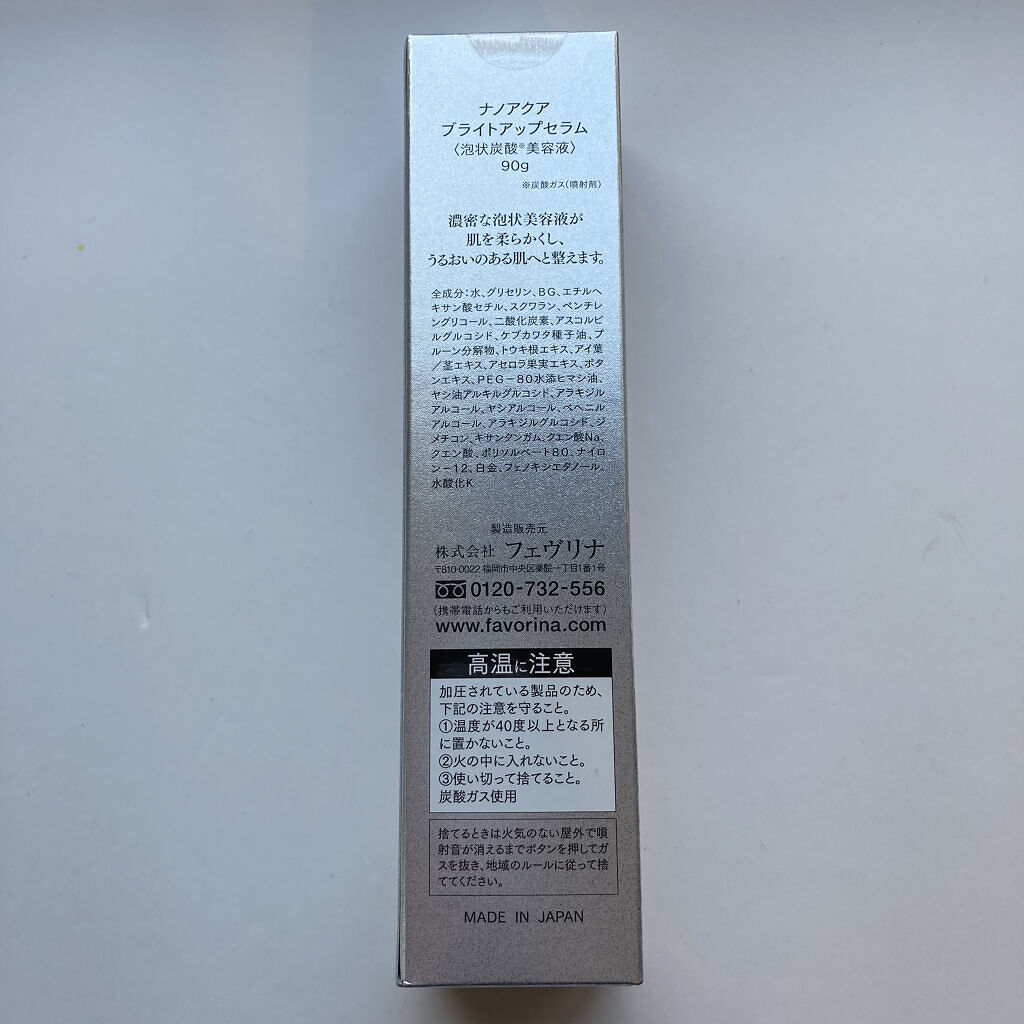 ナノアクア
ブライトアップセラム
〈泡状炭酸※美容液〉
90g
※炭酸ガス（噴射剤）
濃密な泡状美容液が
肌を柔らかくし、
うるおいのある肌へと整えます。
全成分：水、グリセリン、BG、エチルヘ
キサン酸セチル、スクワラン、ペンチレ
ングリコール、二酸化炭素、アスコルビ
ルグルコシド、ケブカワタ種子油、プ
ルーン分解物、トウキ根エキス、アイ葉
／茎エキス、アセロラ果実エキス、ボタ
ンエキス、PEG－80水添ヒマシ油、
ヤシ油アルキルグルコシド、アラキジル
アルコール、ヤシアルコール、ベヘニル
アルコール、アラキジルグルコシド、ジ
メチコン、キサンタンガム、クエン酸Na、
クエン酸、ポリソルベート80、ナイロ
ン－12、白金、フェノキシエタノール、
水酸化K
製造販売元
株式会社 フェヴリナ
〒810-0022 福岡市中央区薬院一丁目1番1号
0120-732-556
（携帯電話からもご利用いただけます）
www.favorina.com
高温に注意
加圧されている製品のため、
下記の注意を守ること。
①温度が40度以上となる所
に置かないこと。
②火の中に入れないこと。
③使い切って捨てること。
炭酸ガス使用
捨てるときは火気のない屋外で噴
射音が消えるまでボタンを押してガ
スを抜き、地域のルールに従って捨
ててください。
MADE IN JAPAN